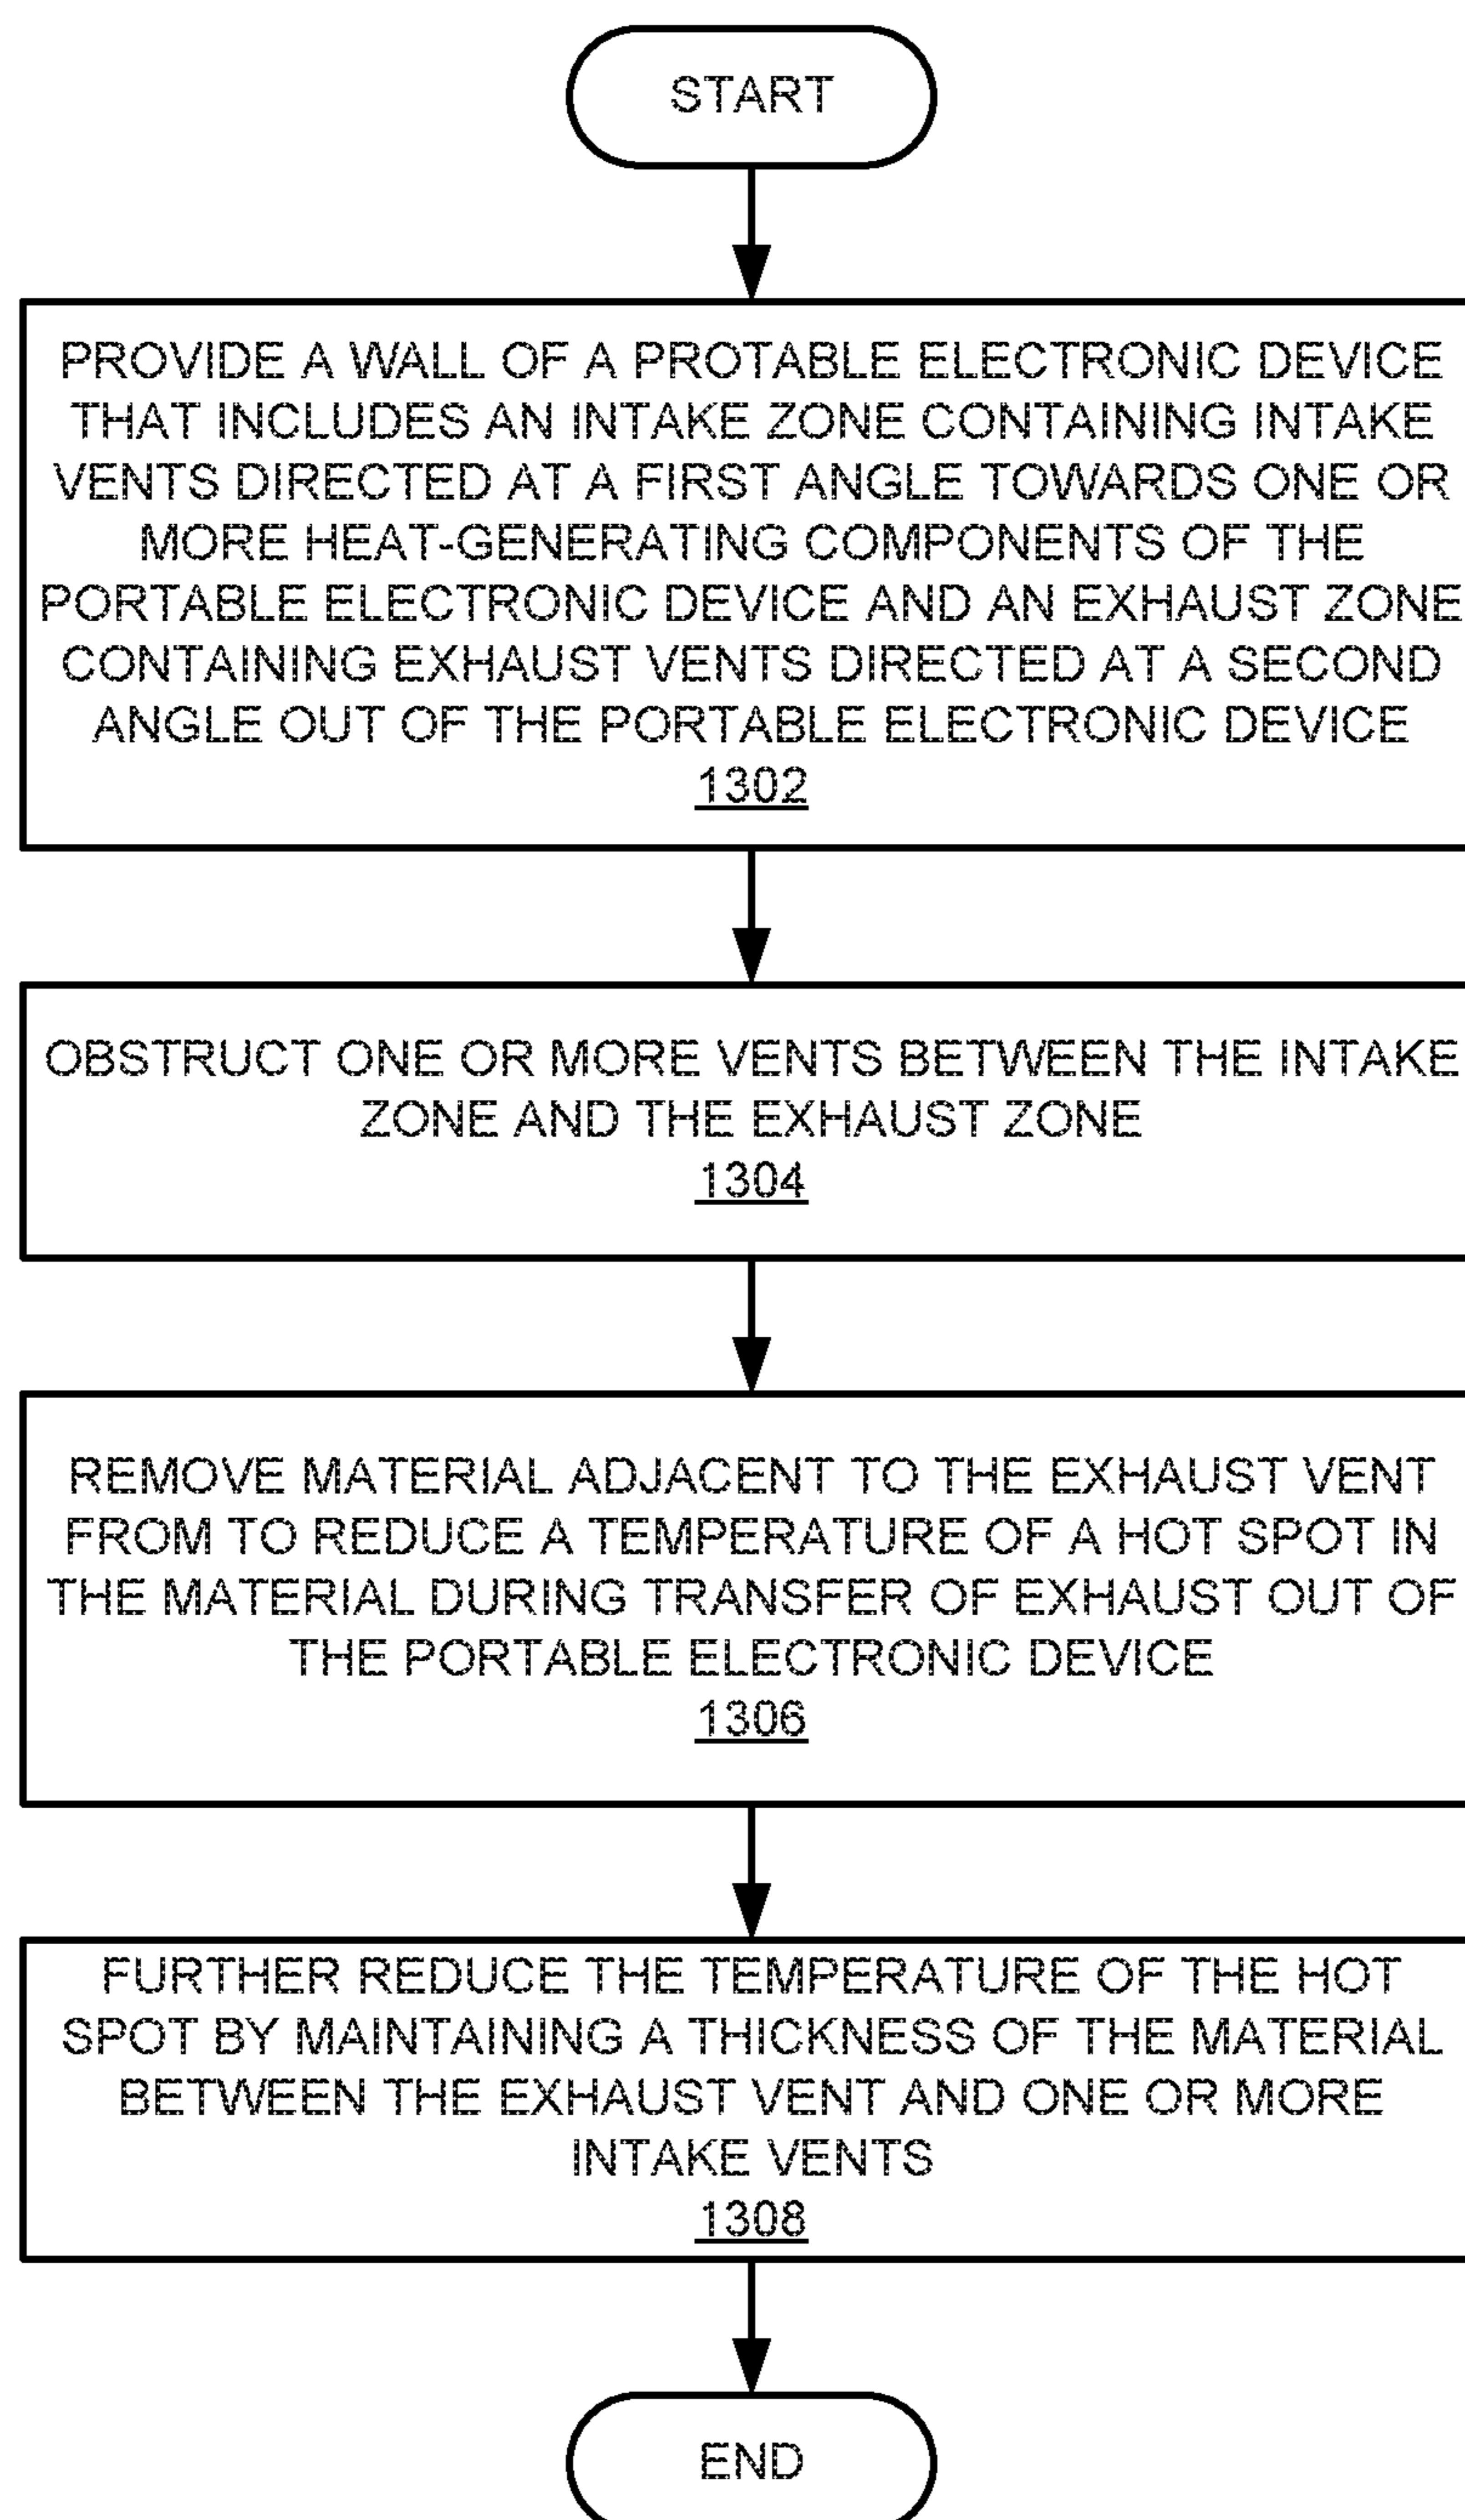 START
PROVIDE A WALL OF A PROTABLE ELECTRONIC DEVICE
THAT INCLUDES AN INTAKE ZONE CONTAINING INTAKE
VENTS DIRECTED AT A FIRST ANGLE TOWARDS ONE OR
MORE HEAT-GENERATING COMPONENTS OF THE
PORTABLE ELECTRONIC DEVICE AND AN EXHAUST ZONE
CONTAINING EXHAUST VENTS DIRECTED AT A SECOND
ANGLE OUT OF THE PORTABLE ELECTRONIC DEVICE
1302
OBSTRUCT ONE OR MORE VENTS BETWEEN THE INTAKE
ZONE AND THE EXHAUST ZONE
1304
REMOVE MATERIAL ADJACENT TO THE EXHAUST VENT
FROM TO REDUCE A TEMPERATURE OF A HOT SPOT IN
THE MATERIAL DURING TRANSFER OF EXHAUST OUT OF
THE PORTABLE ELECTRONIC DEVICE
1306
FURTHER REDUCE THE TEMPERATURE OF THE HOT
SPOT BY MAINTAINING A THICKNESS OF THE MATERIAL
BETWEEN THE EXHAUST VENT AND ONE OR MORE
INTAKE VENTS
1308
END